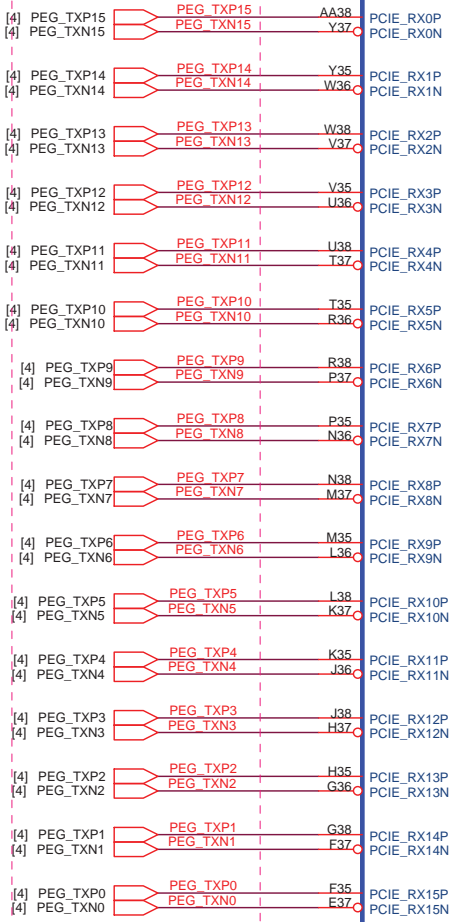 [4] PEG_TXP15 PEG_TXP15 AA38 PCIE_RX0P
[4] PEG_TXN15 PEG_TXN15 Y37 PCIE_RX0N
[4] PEG_TXP14 PEG_TXP14 Y35 PCIE_RX1P
[4] PEG_TXN14 PEG_TXN14 W36 PCIE_RX1N
[4] PEG_TXP13 PEG_TXP13 W38 PCIE_RX2P
[4] PEG_TXN13 PEG_TXN13 V37 PCIE_RX2N
[4] PEG_TXP12 PEG_TXP12 V35 PCIE_RX3P
[4] PEG_TXN12 PEG_TXN12 U36 PCIE_RX3N
[4] PEG_TXP11 PEG_TXP11 U38 PCIE_RX4P
[4] PEG_TXN11 PEG_TXN11 T37 PCIE_RX4N
[4] PEG_TXP10 PEG_TXP10 T35 PCIE_RX5P
[4] PEG_TXN10 PEG_TXN10 R36 PCIE_RX5N
[4] PEG_TXP9 PEG_TXP9 R38 PCIE_RX6P
[4] PEG_TXN9 PEG_TXN9 P37 PCIE_RX6N
[4] PEG_TXP8 PEG_TXP8 P35 PCIE_RX7P
[4] PEG_TXN8 PEG_TXN8 N36 PCIE_RX7N
[4] PEG_TXP7 PEG_TXP7 N38 PCIE_RX8P
[4] PEG_TXN7 PEG_TXN7 M37 PCIE_RX8N
[4] PEG_TXP6 PEG_TXP6 M35 PCIE_RX9P
[4] PEG_TXN6 PEG_TXN6 L36 PCIE_RX9N
[4] PEG_TXP5 PEG_TXP5 L38 PCIE_RX10P
[4] PEG_TXN5 PEG_TXN5 K37 PCIE_RX10N
[4] PEG_TXP4 PEG_TXP4 K35 PCIE_RX11P
[4] PEG_TXN4 PEG_TXN4 J36 PCIE_RX11N
[4] PEG_TXP3 PEG_TXP3 J38 PCIE_RX12P
[4] PEG_TXN3 PEG_TXN3 H37 PCIE_RX12N
[4] PEG_TXP2 PEG_TXP2 H35 PCIE_RX13P
[4] PEG_TXN2 PEG_TXN2 G36 PCIE_RX13N
[4] PEG_TXP1 PEG_TXP1 G38 PCIE_RX14P
[4] PEG_TXN1 PEG_TXN1 F37 PCIE_RX14N
[4] PEG_TXP0 PEG_TXP0 F35 PCIE_RX15P
[4] PEG_TXN0 PEG_TXN0 E37 PCIE_RX15N